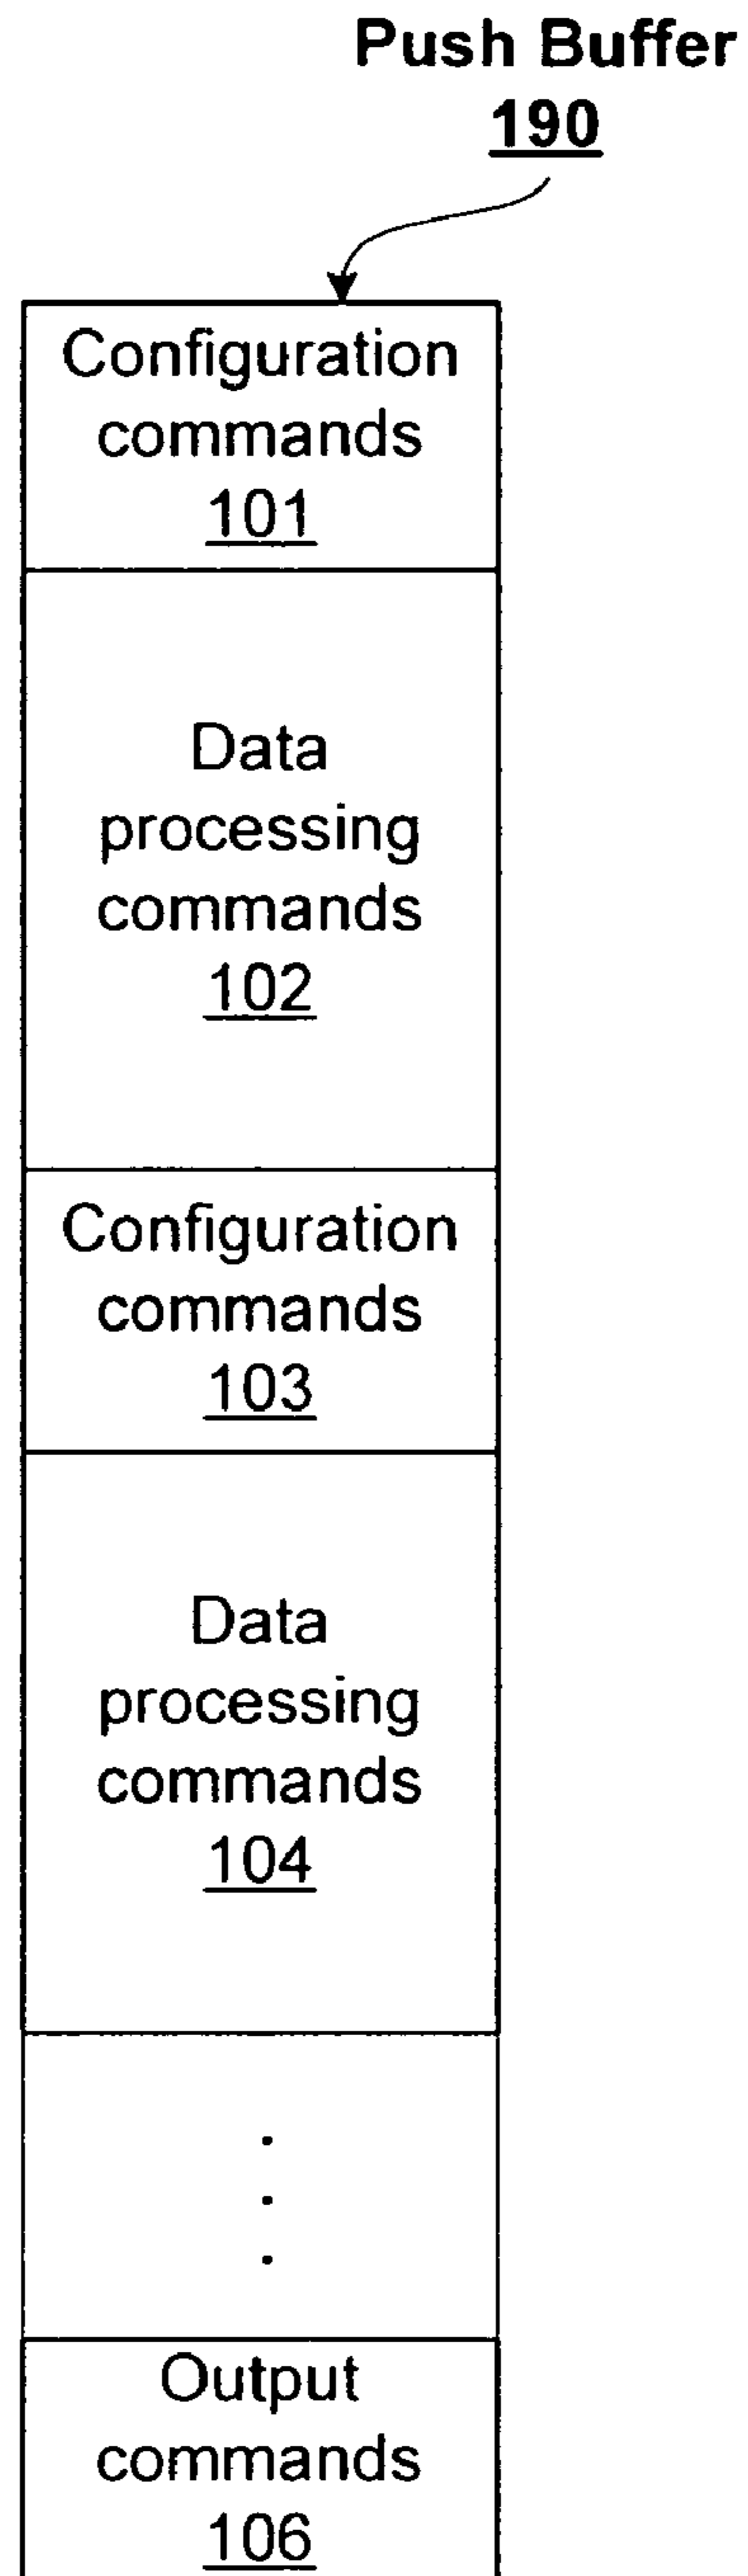 Push Buffer
190
Configuration
commands
101
Data
processing
commands
102
Configuration
commands
103
Data
processing
commands
104
.
.
.
Output
commands
106